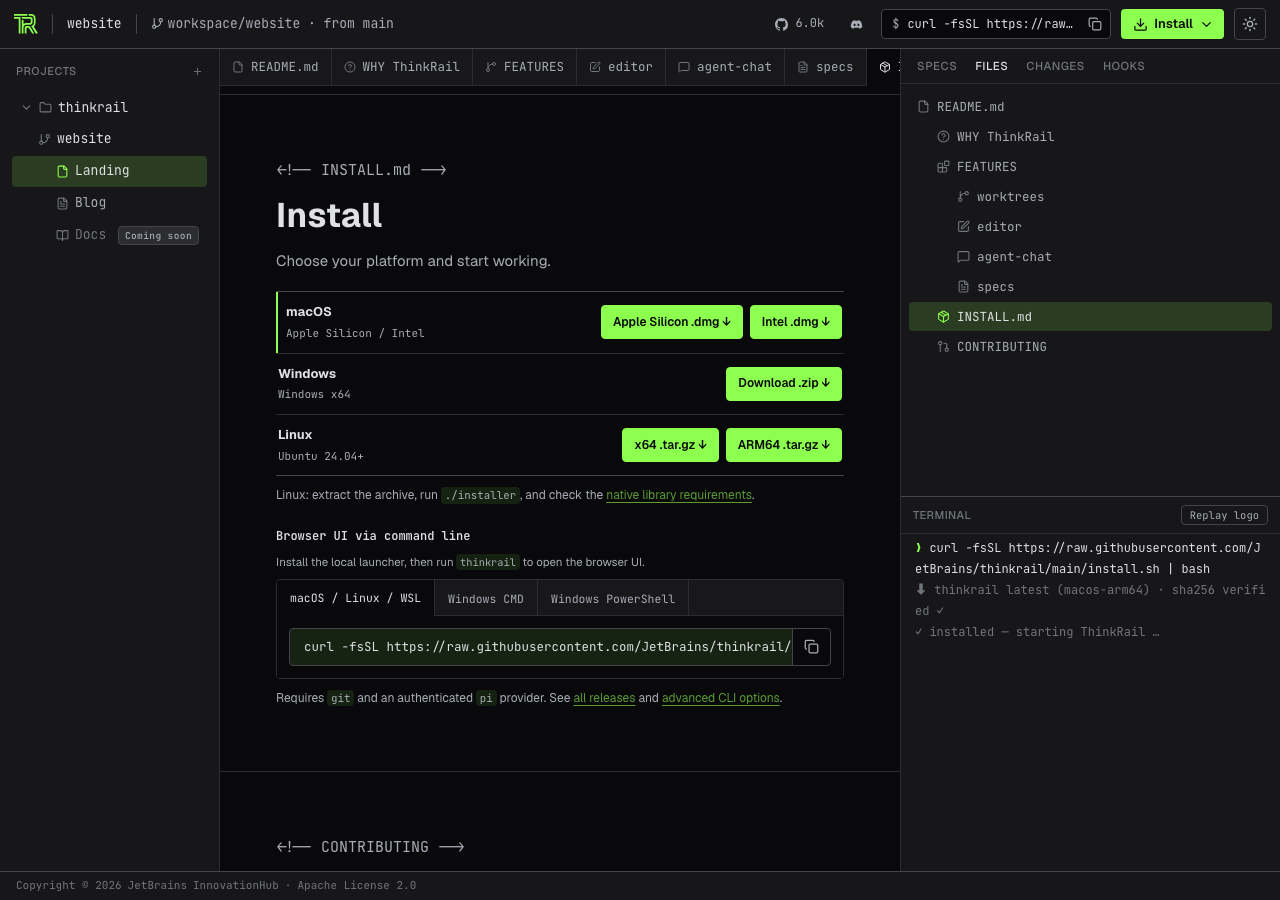 TR
website
workspace/website · from main
6.0k
$ curl -fsSL https://raw…
Install
PROJECTS
thinkrail
website
Landing
Blog
Docs
Coming soon
README.md
WHY ThinkRail
FEATURES
editor
agent-chat
specs
<!-- INSTALL.md -->
Install
Choose your platform and start working.
macOS
Apple Silicon / Intel
Apple Silicon .dmg ↓
Intel .dmg ↓
Windows
Windows x64
Download .zip ↓
Linux
Ubuntu 24.04+
x64 .tar.gz ↓
ARM64 .tar.gz ↓
Linux: extract the archive, run ./installer, and check the native library requirements.
Browser UI via command line
Install the local launcher, then run thinkrail to open the browser UI.
macOS / Linux / WSL
Windows CMD
Windows PowerShell
curl -fsSL https://raw.githubusercontent.com/JetBrains/thinkrail/
Requires git and an authenticated pi provider. See all releases and advanced CLI options.
<!-- CONTRIBUTING -->
SPECS
FILES
CHANGES
HOOKS
README.md
WHY ThinkRail
FEATURES
worktrees
editor
agent-chat
specs
INSTALL.md
CONTRIBUTING
TERMINAL
Replay logo
❯ curl -fsSL https://raw.githubusercontent.com/J
etBrains/thinkrail/main/install.sh | bash
⬇ thinkrail latest (macos-arm64) · sha256 verifi
ed ✓
✓ installed — starting ThinkRail …
Copyright © 2026 JetBrains InnovationHub · Apache License 2.0